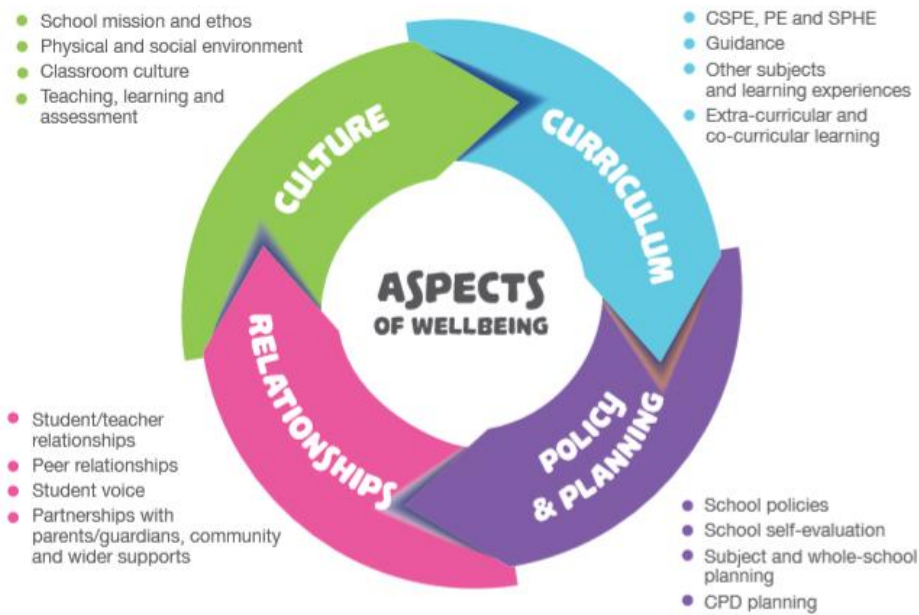 School mission and ethos
Physical and social environment
Classroom culture
Teaching, learning and
assessment
CSPE, PE and SPHE
Guidance
Other subjects
and learning experiences
Extra-curricular and
co-curricular learning
CULTURE
CURRICULUM
ASPECTS
OF WELLBEING
RELATIONSHIPS
POLICY
& PLANNING
Student/teacher
relationships
Peer relationships
Student voice
Partnerships with
parents/guardians, community
and wider supports
School policies
School self-evaluation
Subject and whole-school
planning
CPD planning